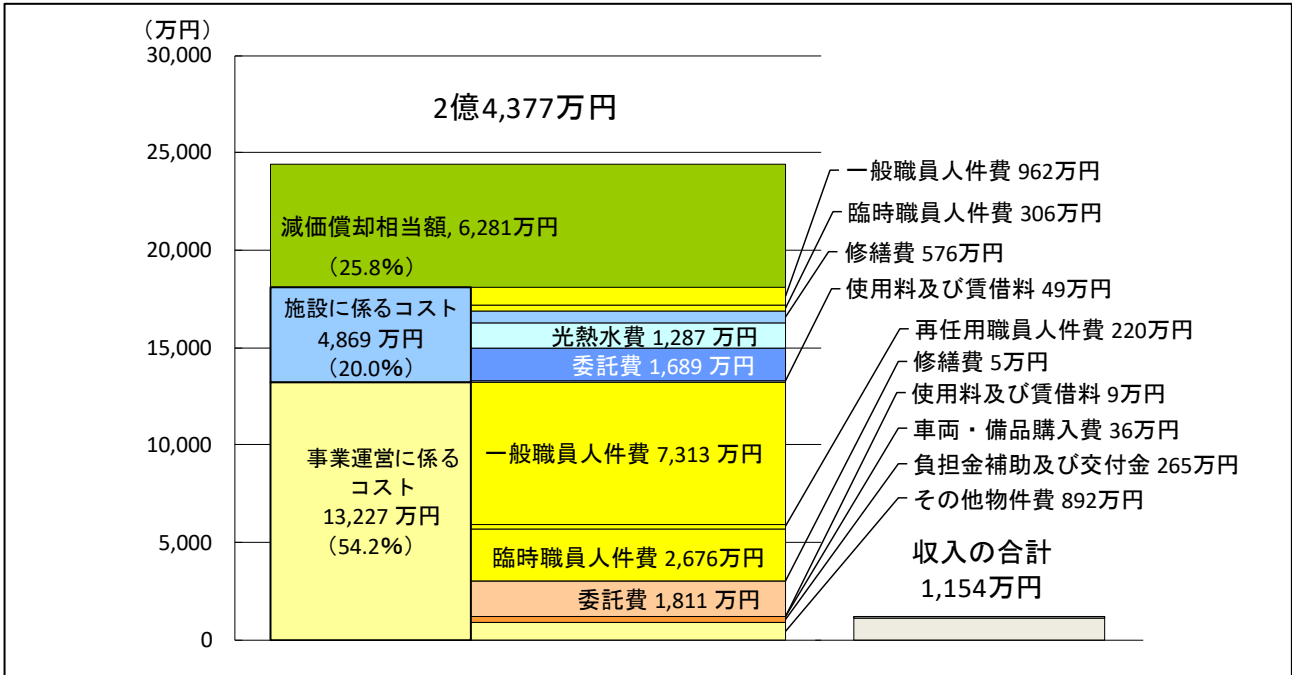 （万円）
30,000
25,000
20,000
15,000
10,000
5,000
0
2億4,377万円
減価償却相当額, 6,281万円
（25.8%）
施設に係るコスト
4,869 万円
（20.0%）
事業運営に係る
コスト
13,227 万円
（54.2%）
光熱水費 1,287 万円
委託費 1,689 万円
一般職員人件費 7,313 万円
臨時職員人件費 2,676万円
委託費 1,811 万円
一般職員人件費 962万円
臨時職員人件費 306万円
修繕費 576万円
使用料及び賃借料 49万円
再任用職員人件費 220万円
修繕費 5万円
使用料及び賃借料 9万円
車両・備品購入費 36万円
負担金補助及び交付金 265万円
その他物件費 892万円
収入の合計
1,154万円